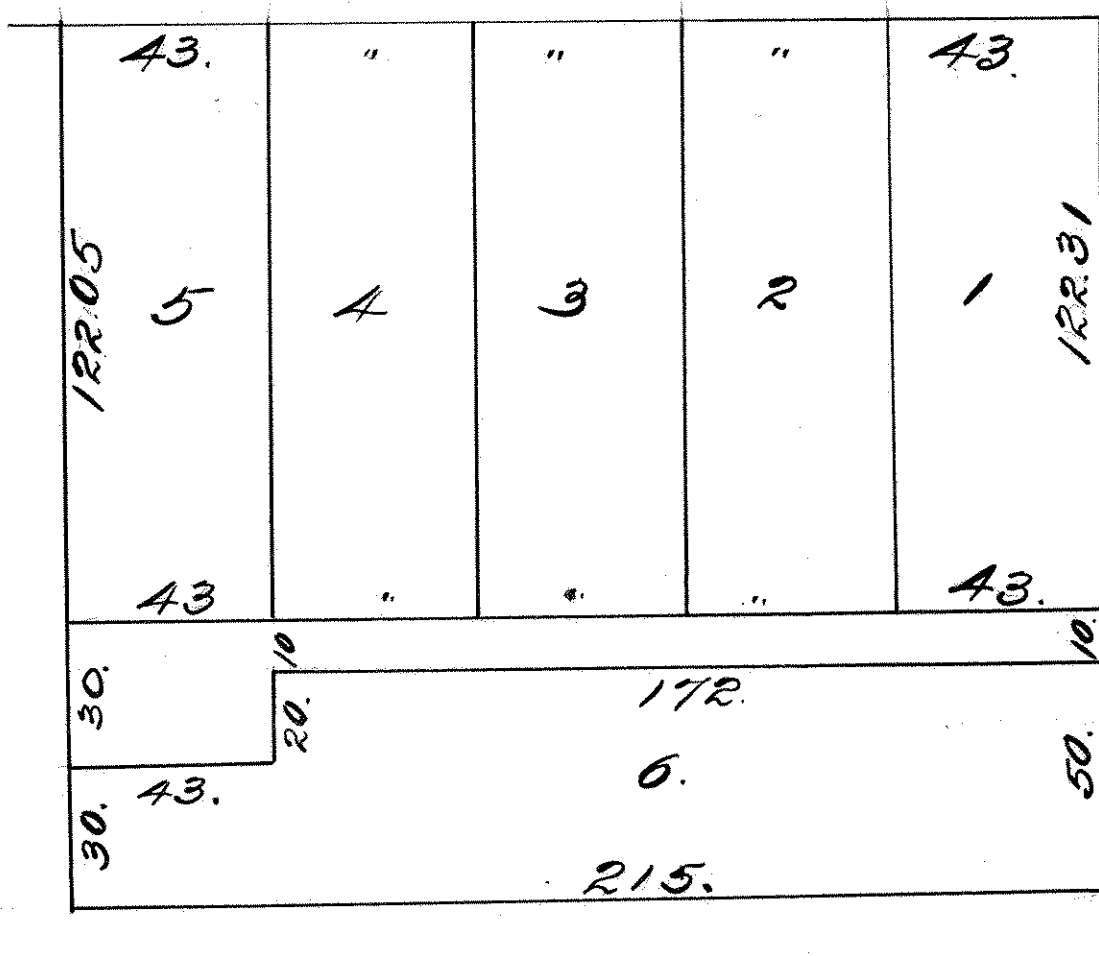 43. " " " 43.
122.05 5 4 3 2 1 122.31
43 " " " 43.
10 10.
30. 20. 172.
43. 6. 50.
30.
215.